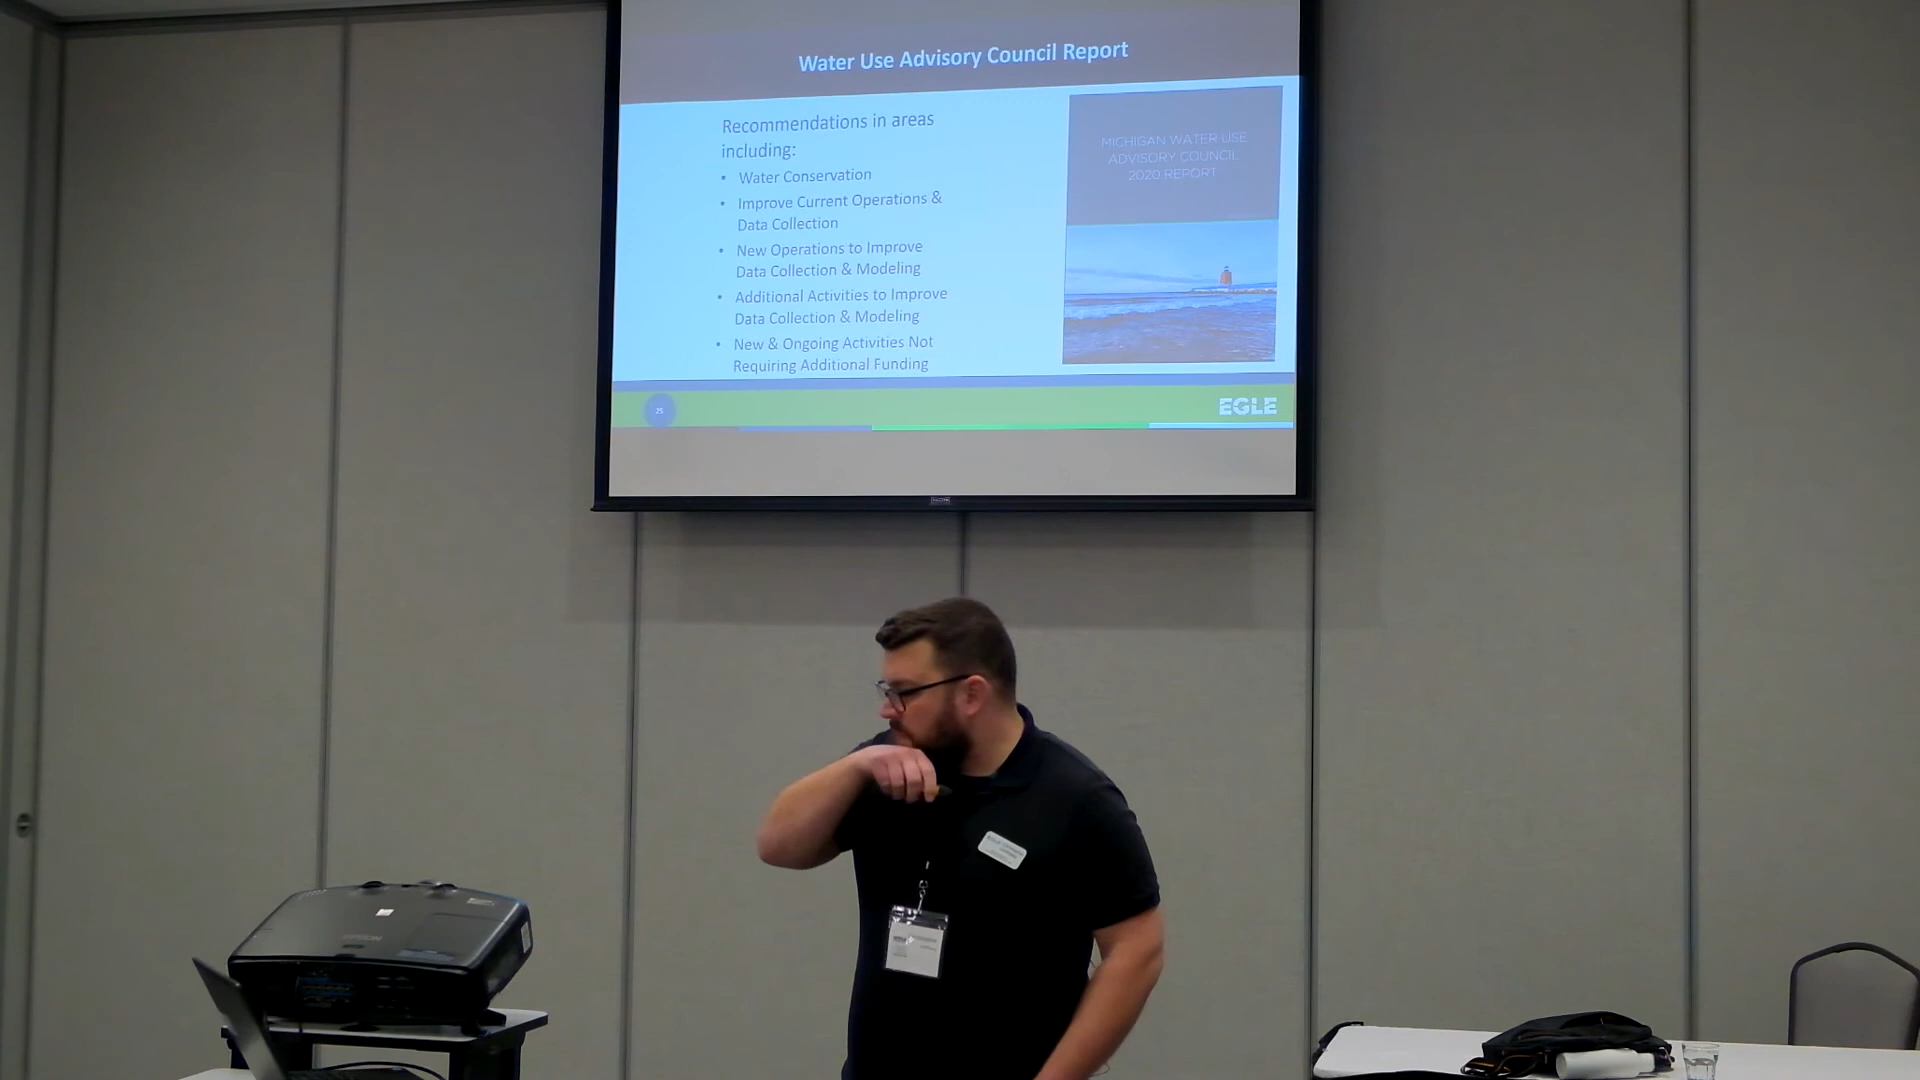 Water Use Advisory Council Report
Recommendations in areas
including:
• Water Conservation
• Improve Current Operations &
Data Collection
• New Operations to Improve
Data Collection & Modeling
• Additional Activities to Improve
Data Collection & Modeling
• New & Ongoing Activities Not
Requiring Additional Funding
MICHIGAN WATER USE
ADVISORY COUNCIL
2020 REPORT
25
EGLE
EPSON